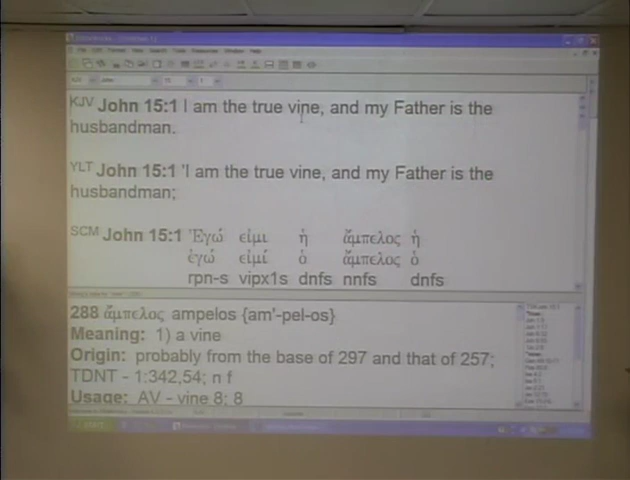 KJV John 15:1 I am the true vine, and my Father is the
husbandman.
YLT John 15:1 'I am the true vine, and my Father is the
husbandman;
SCM John 15:1 Ἐγώ εἰμι ἡ ἄμπελος ἡ
ἐγώ εἰμί ὁ ἄμπελος ὁ
rpn-s vipx1s dnfs nnfs dnfs
288 ἄμπελος ampelos {am'-pel-os}
Meaning: 1) a vine
Origin: probably from the base of 297 and that of 257;
TDNT - 1:342,54; n f
Usage: AV - vine 8; 8